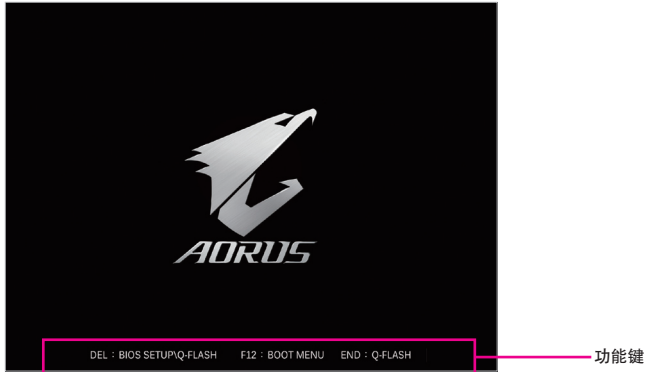 AORUS
DEL：BIOS SETUP\Q-FLASH F12：BOOT MENU END：Q-FLASH
功能键